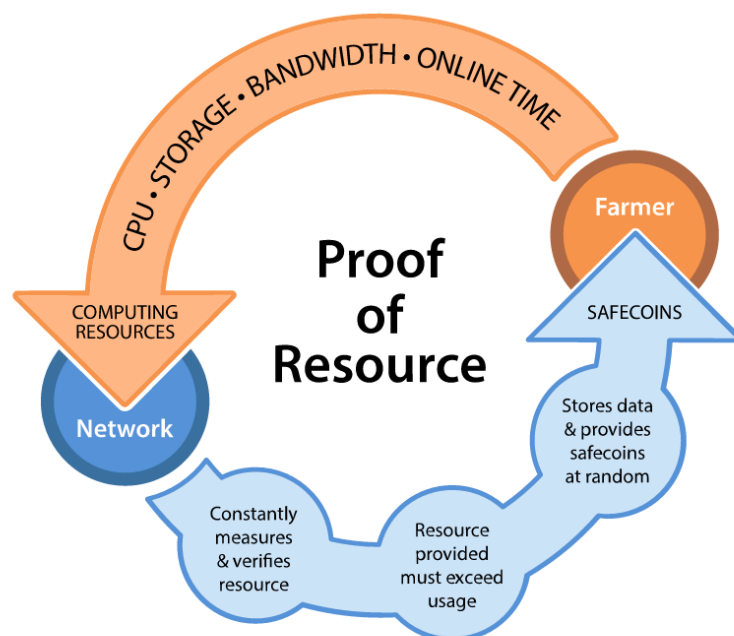 CPU • STORAGE • BANDWIDTH • ONLINE TIME
Farmer
Proof
of
Resource
COMPUTING
RESOURCES
SAFECOINS
Network
Stores data
& provides
safecoins
at random
Constantly
measures
& verifies
resource
Resource
provided
must exceed
usage